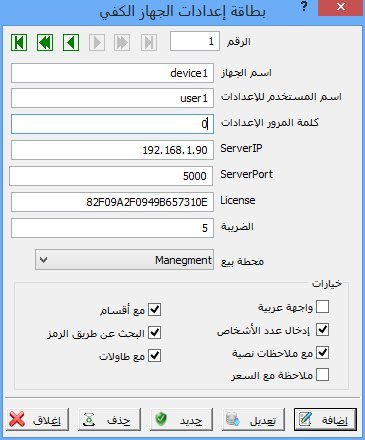 بطاقة إعدادات الجهاز الكفي
الرقم 1
اسم الجهاز device1
اسم المستخدم للإعدادات user1
كلمة المرور الإعدادات 0
ServerIP 192.168.1.90
ServerPort 5000
License 82F09A2F0949B657310E
الضريبة 5
محطة بيع Manegment
خيارات
واجهة عربية
مع أقسام
إدخال عدد الأشخاص
البحث عن طريق الرمز
مع ملاحظات نصية
مع طاولات
ملاحظة مع السعر
إضافة تعديل جديد حذف إغلاق